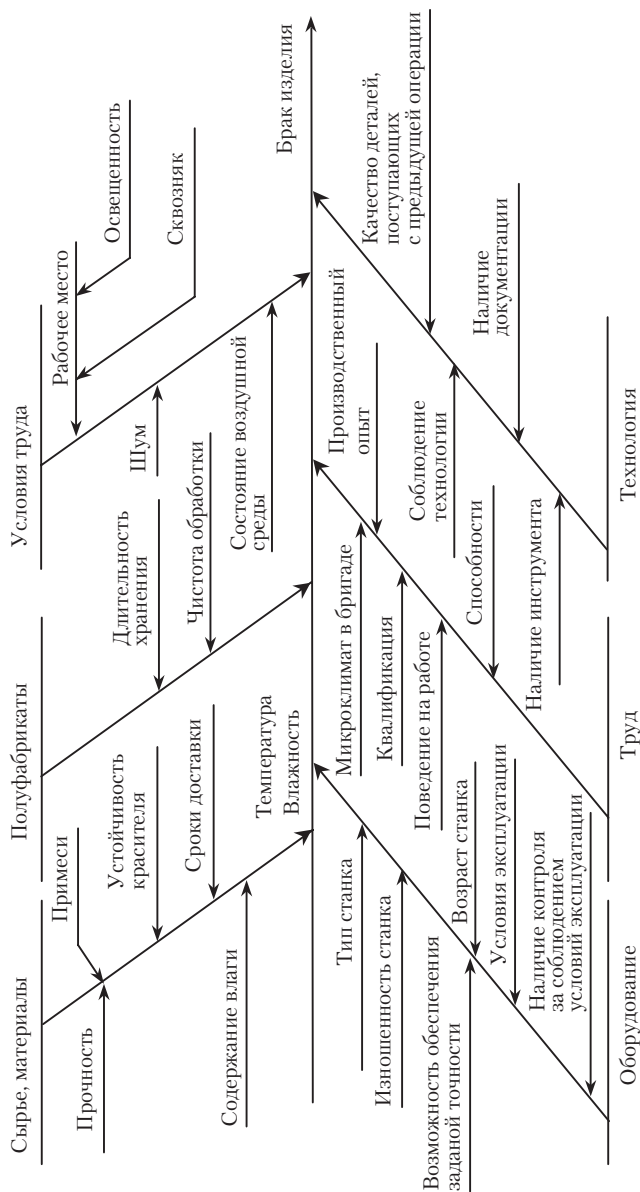 Сырье, материалы
Полуфабрикаты
Условия труда
Прочность
Примеси
Устойчивость
красителя
Сроки доставки
Содержание влаги
Длительность
хранения
Чистота обработки
Температура
Влажность
Рабочее место
Освещенность
Сквозняк
Шум
Состояние воздушной
среды
Брак изделия
Тип станка
Изношенность станка
Возможность обеспечения
заданой точности
Возраст станка
Условия эксплуатации
Наличие контроля
за соблюдением
условий эксплуатации
Оборудование
Микроклимат в бригаде
Производственный
опыт
Квалификация
Поведение на работе
Способности
Труд
Качество деталей,
поступающих
с предыдущей операции
Соблюдение
технологии
Наличие
документации
Наличие инструмента
Технология